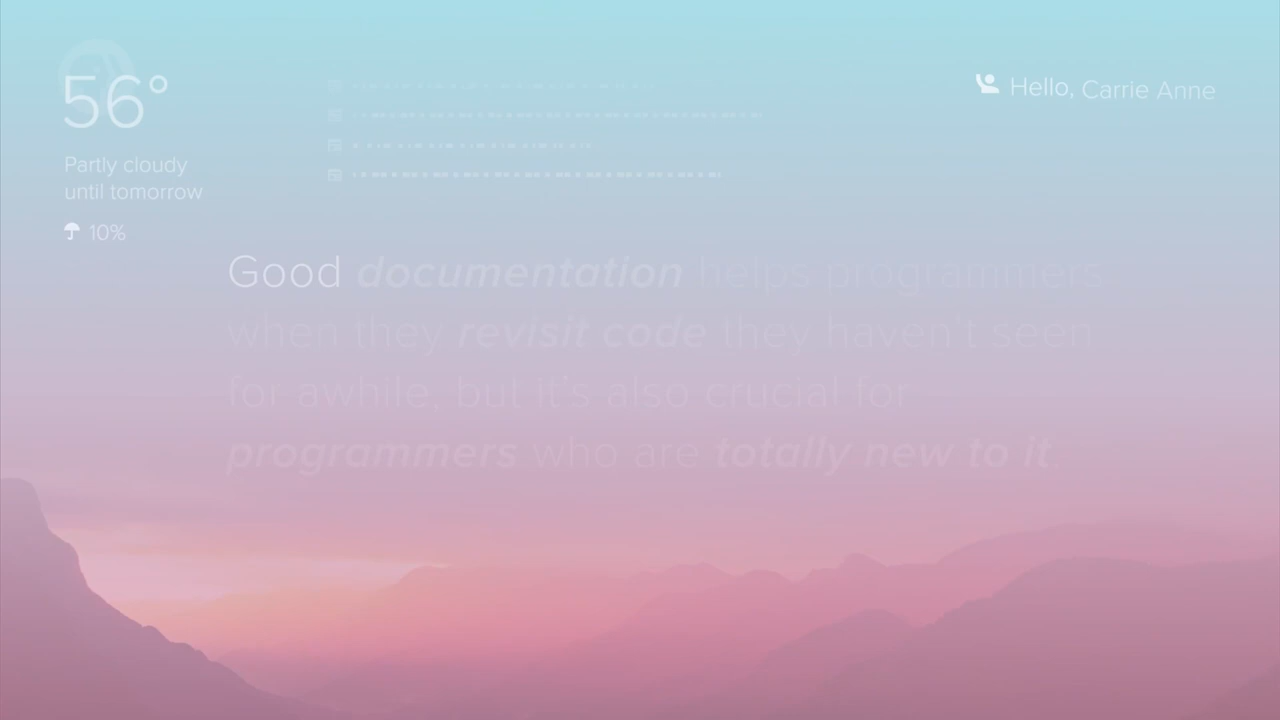 56°
Partly cloudy
until tomorrow
10%
Hello, Carrie Anne
Good documentation helps programmers
when they revisit code they haven't seen
for awhile, but it's also crucial for
programmers who are totally new to it.